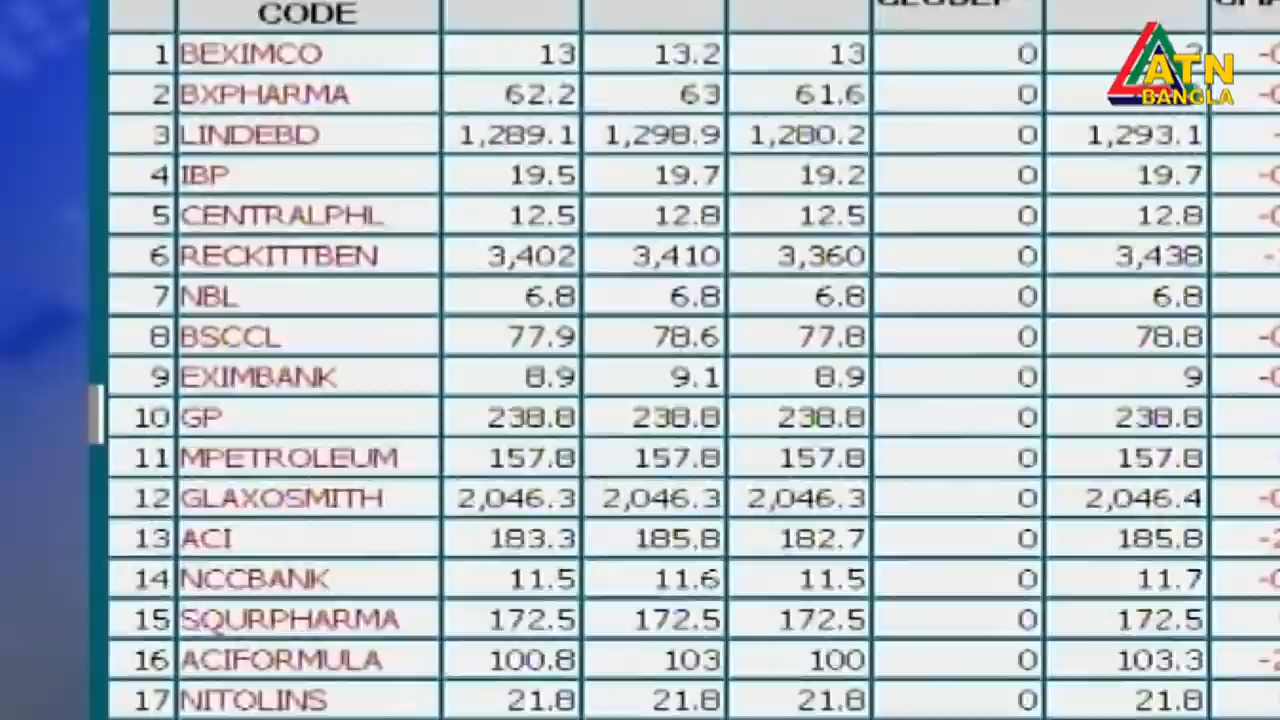 CODE
1 BEXIMCO 13 13.2 13 0
2 BXPHARMA 62.2 63 61.6 0
3 LINDEBD 1,289.1 1,298.9 1,280.2 0 1,293.1
4 IBP 19.5 19.7 19.2 0 19.7
5 CENTRALPHL 12.5 12.8 12.5 0 12.8
6 RECKITTBEN 3,402 3,410 3,360 0 3,438
7 NBL 6.8 6.8 6.8 0 6.8
8 BSCCL 77.9 78.6 77.8 0 78.8
9 EXIMBANK 8.9 9.1 8.9 0 9
10 GP 238.8 238.8 238.8 0 238.8
11 MPETROLEUM 157.8 157.8 157.8 0 157.8
12 GLAXOSMITH 2,046.3 2,046.3 2,046.3 0 2,046.4
13 ACI 183.3 185.8 182.7 0 185.8
14 NCCBANK 11.5 11.6 11.5 0 11.7
15 SQURPHARMA 172.5 172.5 172.5 0 172.5
16 ACIFORMULA 100.8 103 100 0 103.3
17 NITOLINS 21.8 21.8 21.8 0 21.8
ATN
BANGLA